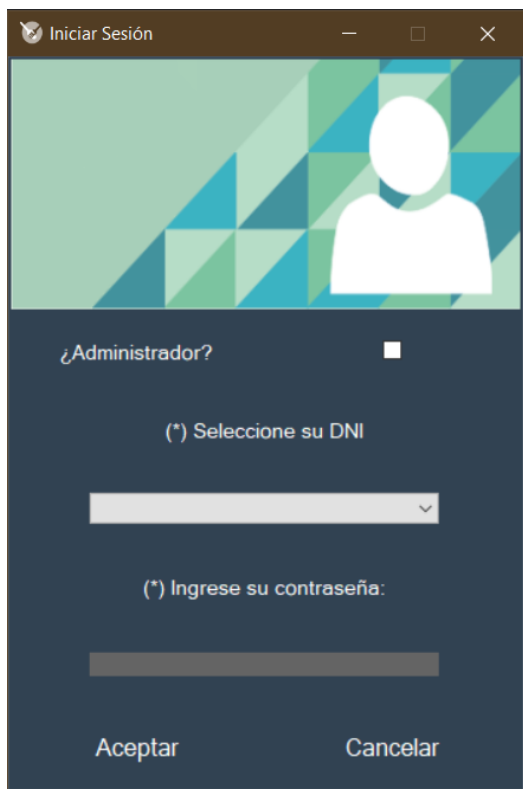 Iniciar Sesión
¿Administrador?
(*) Seleccione su DNI
(*) Ingrese su contraseña:
Aceptar Cancelar